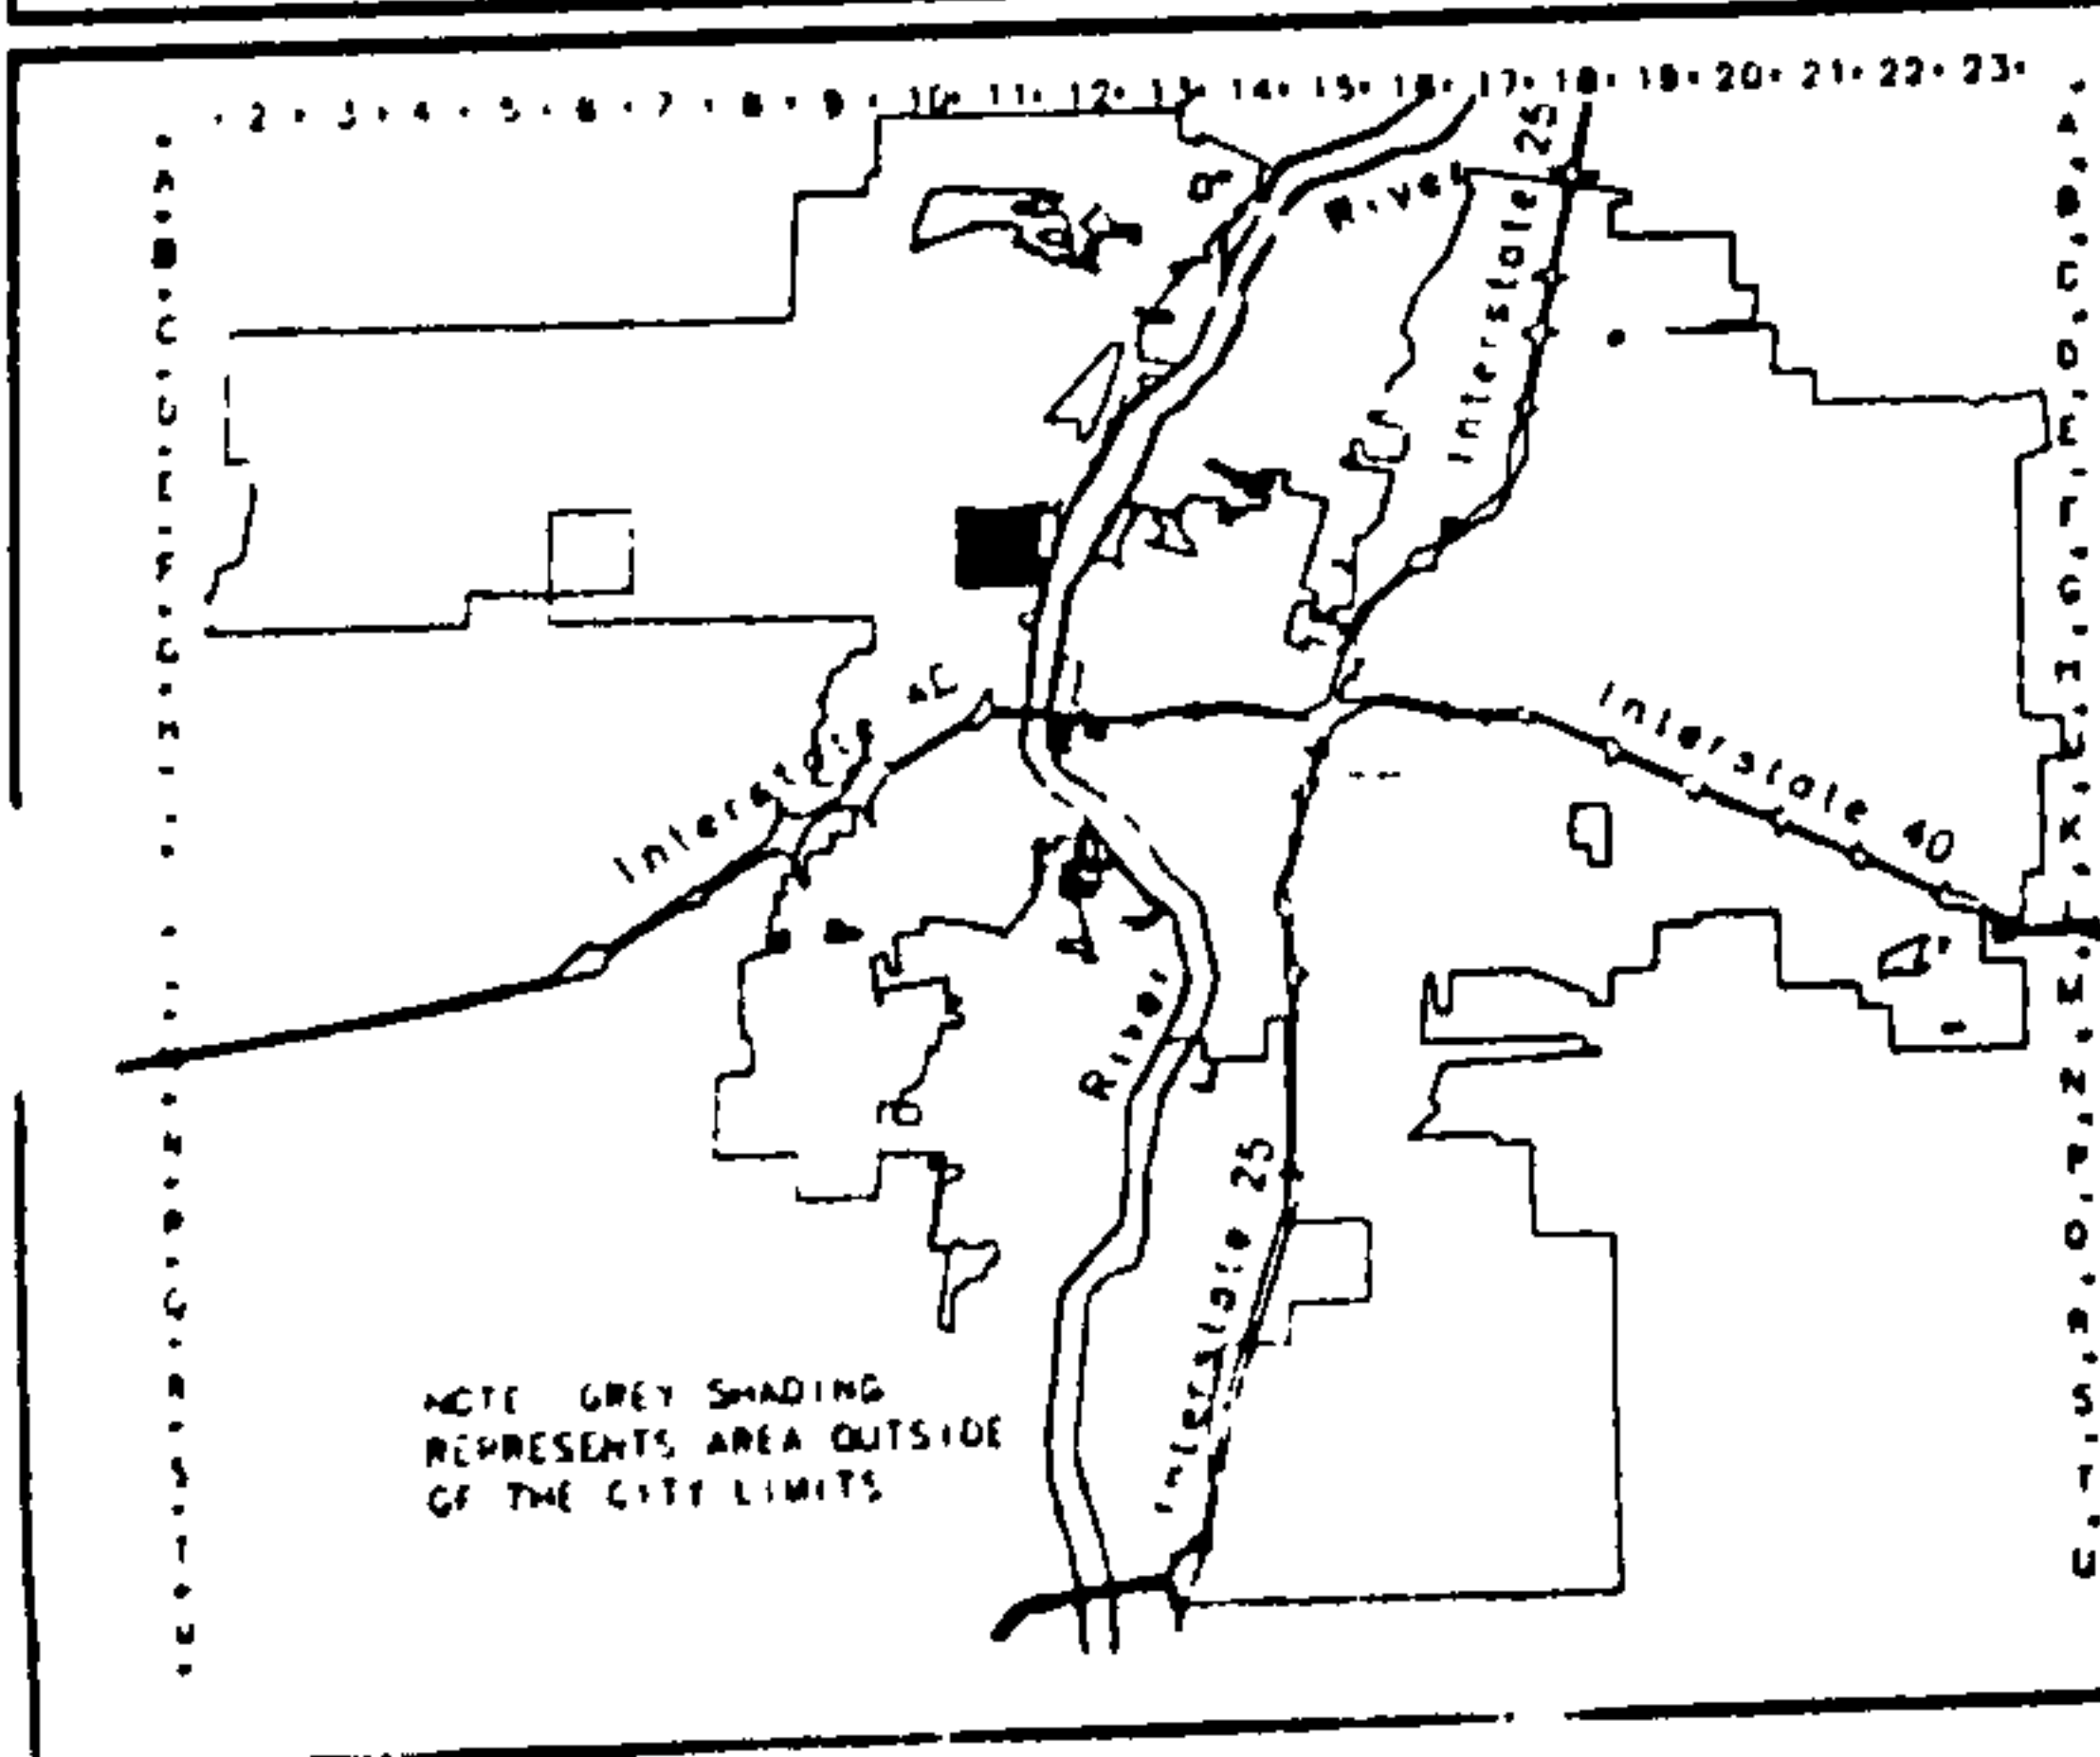 2 3 4 5 6 7 8 9 10 11 12 13 14 15 16 17 18 19 20 21 22 23
A
B
C
D
E
F
G
H
N
P
Q
R
S
T
U
A
B
C
D
E
F
G
H
J
K
L
M
N
P
Q
R
S
T
U
River
Interstate 25
Interstate 40
Interstate 40
River
Interstate 25
NOTE GREY SHADING
REPRESENTS AREA OUTSIDE
OF THE CITY LIMITS